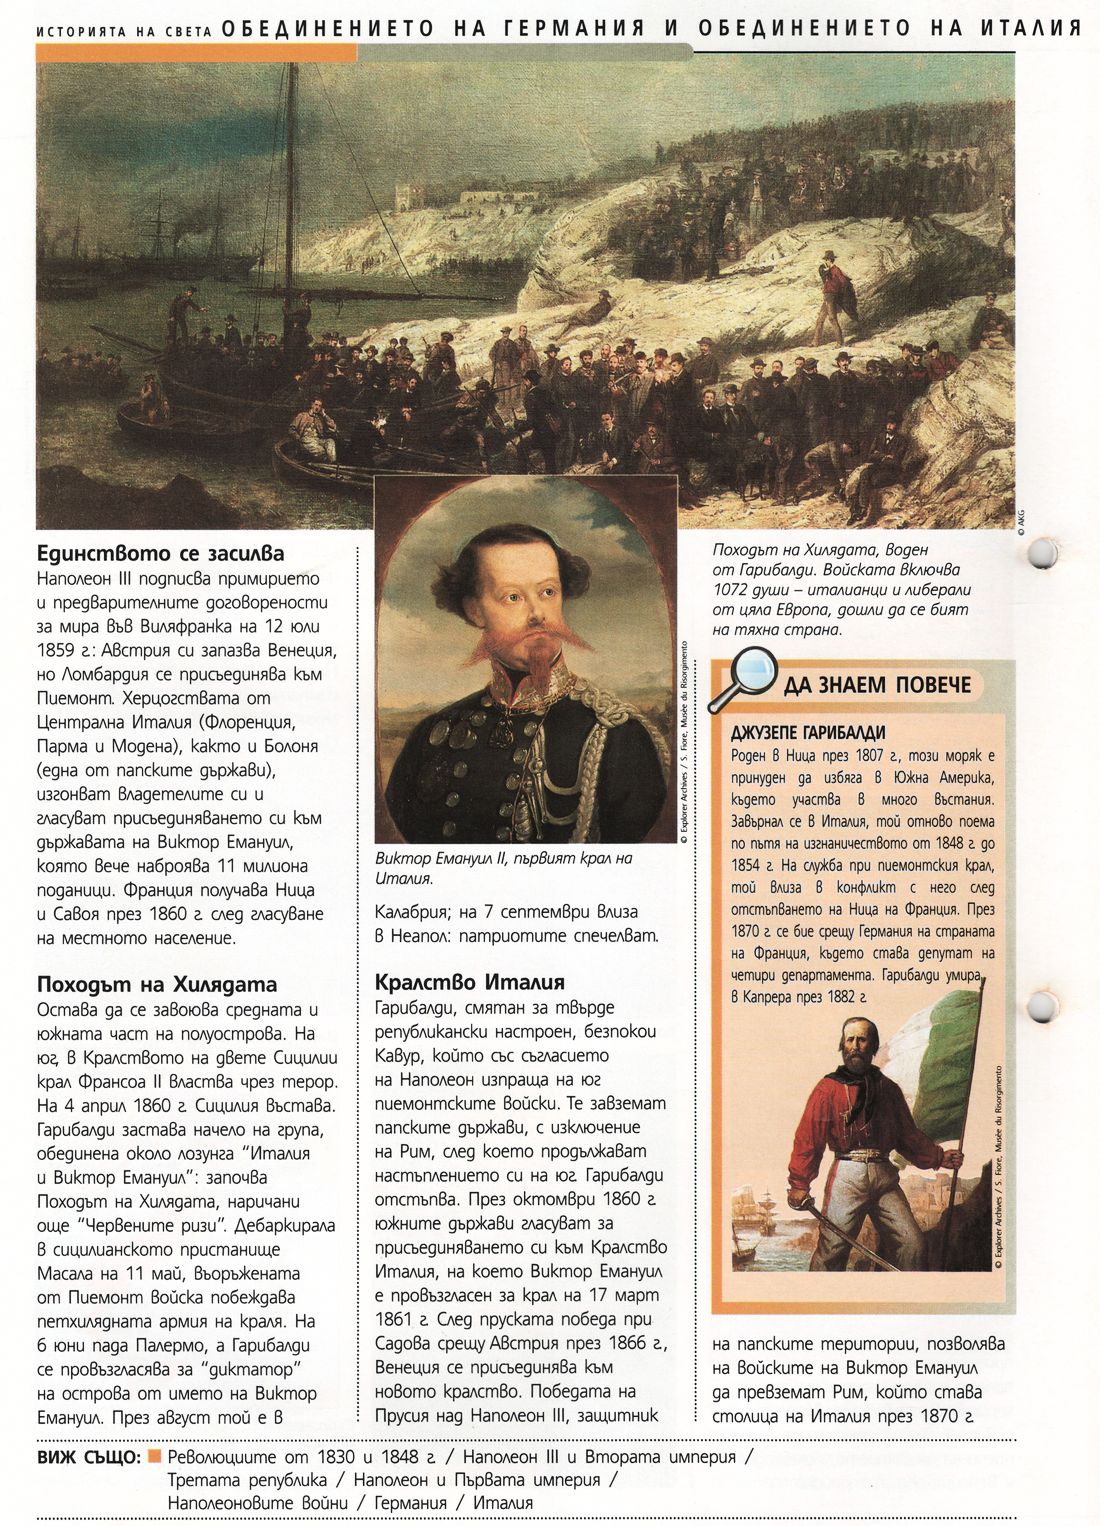 ИСТОРИЯТА НА СВЕТА ОБЕДИНЕНИЕТО НА ГЕРМАНИЯ И ОБЕДИНЕНИЕТО НА ИТАЛИЯ
© AKG
Единството се засилва
Наполеон III подписва примирието
и предварителните договорености
за мира във Виляфранка на 12 юли
1859 г.: Австрия си запазва Венеция,
но Ломбардия се присъединява към
Пиемонт. Херцогствата от
Централна Италия (Флоренция,
Парма и Модена), както и Болоня
(една от папските държави),
изгонват владетелите си и
гласуват присъединяването си към
държавата на Виктор Емануил,
която вече наброява 11 милиона
поданици. Франция получава Ница
и Савоя през 1860 г. след гласуване
на местното население.
Походът на Хилядата
Остава да се завоюва средната и
южната част на полуострова. На
юг, в Кралството на двете Сицилии
крал Франсоа II властва чрез терор.
На 4 април 1860 г. Сицилия въстава.
Гарибалди застава начело на група,
обединена около лозунга “Италия
и Виктор Емануил”: започва
Походът на Хилядата, наричани
още “Червените ризи”. Дебаркирала
в сицилианското пристанище
Масала на 11 май, въоръжената
от Пиемонт войска побеждава
петхилядната армия на краля. На
6 юни пада Палермо, а Гарибалди
се провъзгласява за “диктатор”
на острова от името на Виктор
Емануил. През август той е в
© Explorer Archives / S. Fiore, Musée du Risorgimento
Виктор Емануил II, първият крал на
Италия.
Калабрия; на 7 септември влиза
в Неапол: патриотите спечелват.
Кралство Италия
Гарибалди, смятан за твърде
републикански настроен, безпокои
Кавур, който със съгласието
на Наполеон изпраща на юг
пиемонтските войски. Те завземат
папските държави, с изключение
на Рим, след което продължават
настъплението си на юг. Гарибалди
отстъпва. През октомври 1860 г.
южните държави гласуват за
присъединяването си към Кралство
Италия, на което Виктор Емануил
е провъзгласен за крал на 17 март
1861 г. След пруската победа при
Садова срещу Австрия през 1866 г.,
Венеция се присъединява към
новото кралство. Победата на
Прусия над Наполеон III, защитник
Походът на Хилядата, воден
от Гарибалди. Войската включва
1072 души – италианци и либерали
от цяла Европа, дошли да се бият
на тяхна страна.
ДА ЗНАЕМ ПОВЕЧЕ
ДЖУЗЕПЕ ГАРИБАЛДИ
Роден в Ница през 1807 г., този моряк е
принуден да избяга в Южна Америка,
където участва в много въстания.
Завърнал се в Италия, той отново поема
по пътя на изгнаничеството от 1848 г. до
1854 г. На служба при пиемонтския крал,
той влиза в конфликт с него след
отстъпването на Ница на Франция. През
1870 г. се бие срещу Германия на страната
на Франция, където става депутат на
четири департамента. Гарибалди умира
в Капрера през 1882 г.
© Explorer Archives / S. Fiore, Musée du Risorgimento
на папските територии, позволява
на войските на Виктор Емануил
да превземат Рим, който става
столица на Италия през 1870 г.
ВИЖ СЪЩО: Революциите от 1830 и 1848 г. / Наполеон III и Втората империя /
Третата република / Наполеон и Първата империя /
Наполеоновите войни / Германия / Италия